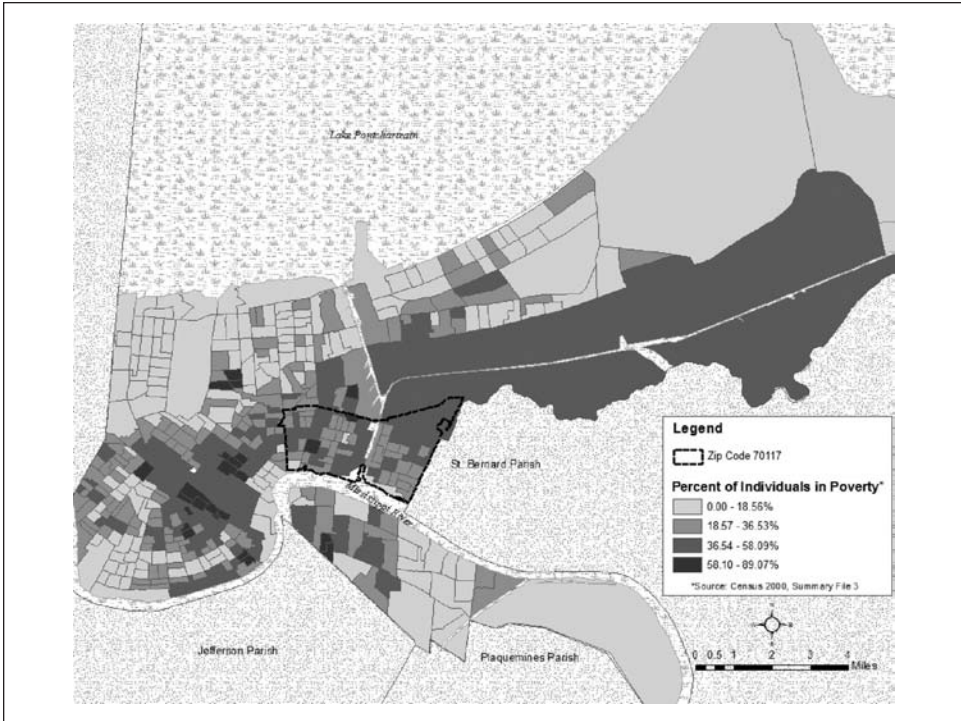 Lake Pontchartrain
St. Bernard Parish
Mississippi River
Jefferson Parish
Plaquemines Parish
Legend
Zip Code 70117
Percent of Individuals in Poverty*
0.00 - 18.56%
18.57 - 36.53%
36.54 - 58.09%
58.10 - 89.07%
*Source: Census 2000, Summary File 3
0 0.5 1 2 3 4
Miles